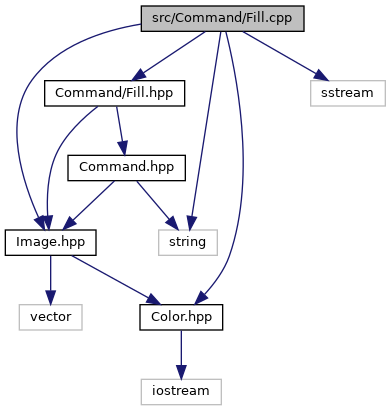 src/Command/Fill.cpp
Command/Fill.hpp
sstream
Command.hpp
Image.hpp
string
vector
Color.hpp
iostream